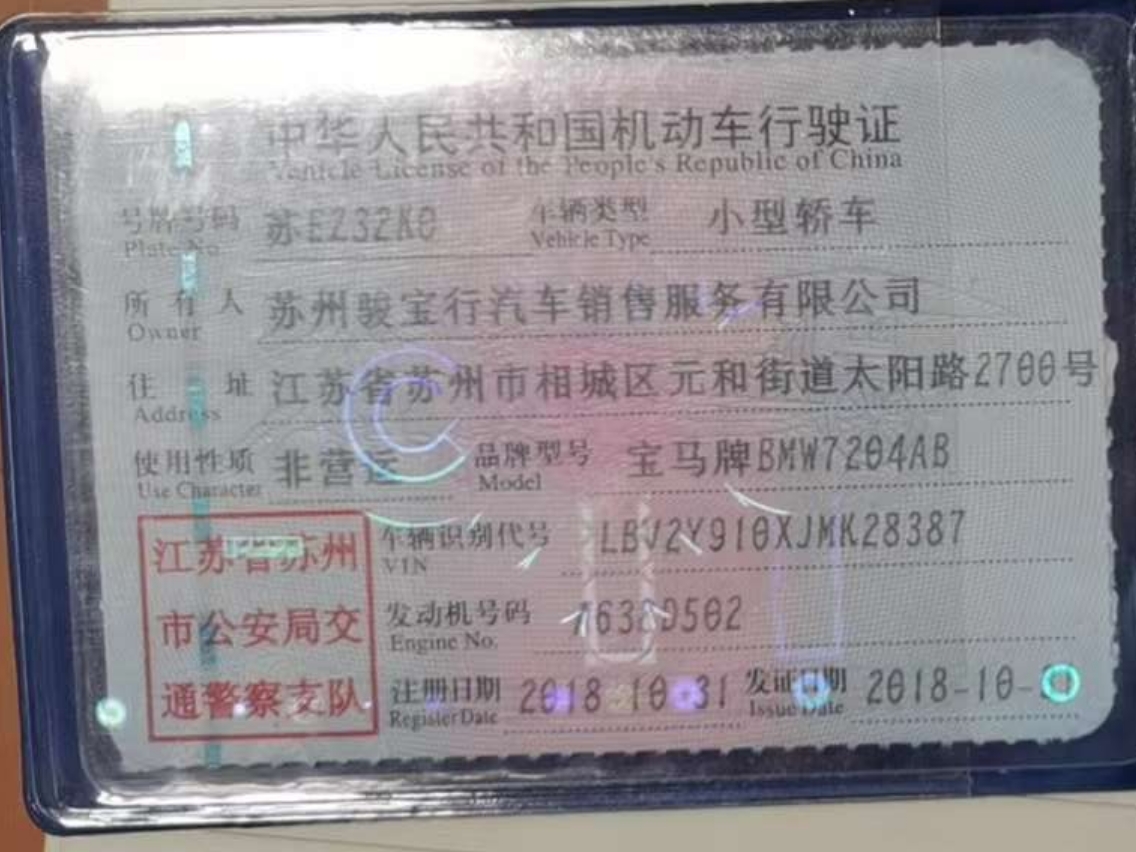 中华人民共和国机动车行驶证
Vehicle License of the People's Republic of China
号牌号码 苏EZ32K0 车辆类型 小型轿车
Plate No. Vehicle Type
所有人 苏州骏宝行汽车销售服务有限公司
Owner
住址 江苏省苏州市相城区元和街道太阳路2700号
Address
使用性质 非营运 品牌型号 宝马牌BMW7204AB
Use Character Model
江苏省苏州
市公安局交
通警察支队
车辆识别代号 LBV2Y910XJMK28387
VIN
发动机号码
Engine No.
注册日期 2018-10-31 发证日期 2018-10-
Register Date Issue Date